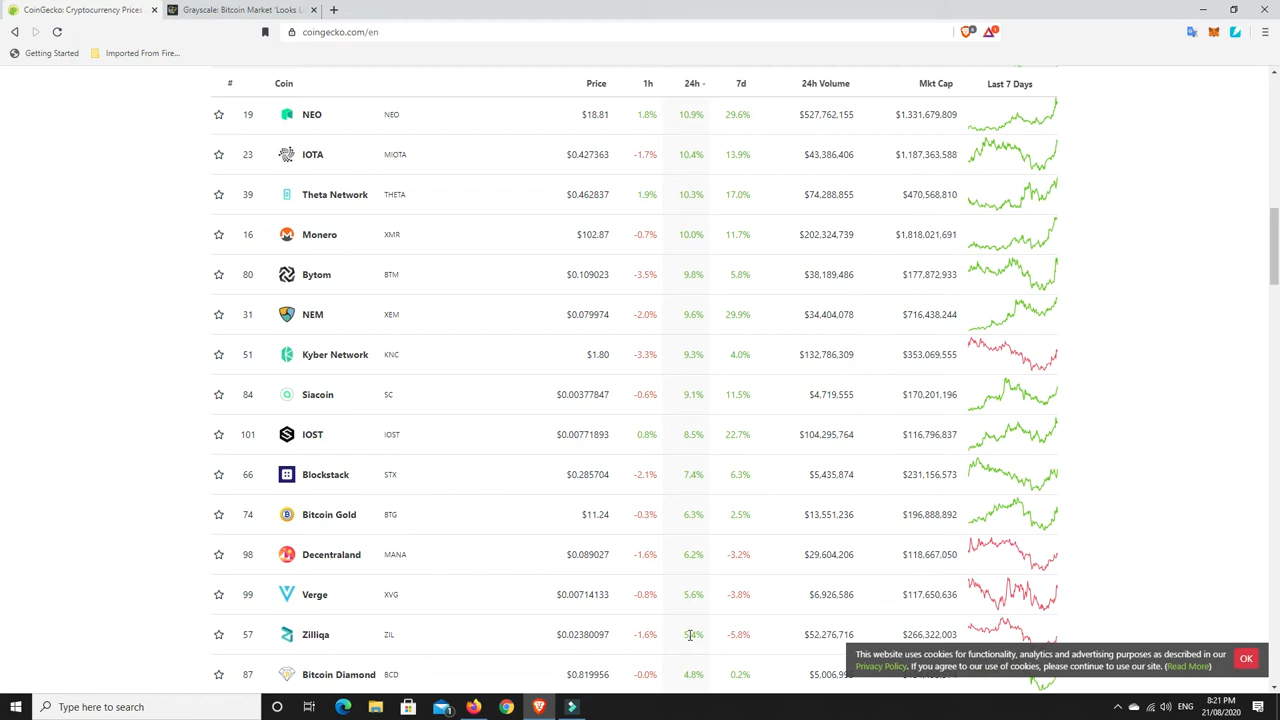 CoinGecko: Cryptocurrency Prices
Grayscale: Bitcoin Market 'Looks L
coingecko.com/en
Getting Started
Imported From Fire...
# Coin Price 1h 24h 7d 24h Volume Mkt Cap Last 7 Days
19 NEO NEO $18.81 1.8% 10.9% 29.6% $527,762,155 $1,331,679,809
23 IOTA MIOTA $0.427363 -1.7% 10.4% 13.9% $43,386,406 $1,187,363,588
39 Theta Network THETA $0.462837 1.9% 10.3% 17.0% $74,288,855 $470,568,810
16 Monero XMR $102.87 -0.7% 10.0% 11.7% $202,324,739 $1,818,021,691
80 Bytom BTM $0.109023 -3.5% 9.8% 5.8% $38,189,486 $177,872,933
31 NEM XEM $0.079974 -2.0% 9.6% 29.9% $34,404,078 $716,438,244
51 Kyber Network KNC $1.80 -3.3% 9.3% 4.0% $132,786,309 $353,069,555
84 Siacoin SC $0.00377847 -0.6% 9.1% 11.5% $4,719,555 $170,201,196
101 IOST IOST $0.00771893 0.8% 8.5% 22.7% $104,295,764 $116,796,837
66 Blockstack STX $0.285704 -2.1% 7.4% 6.3% $5,435,874 $231,156,573
74 Bitcoin Gold BTG $11.24 -0.3% 6.3% 2.5% $13,551,236 $196,888,892
98 Decentraland MANA $0.089027 -1.6% 6.2% -3.2% $29,604,206 $118,667,050
99 Verge XVG $0.00714133 -0.8% 5.6% -3.8% $6,926,586 $117,650,636
57 Zilliqa ZIL $0.02380097 -1.6% 5.4% -5.8% $52,276,716 $266,322,003
87 Bitcoin Diamond BCD $0.819956 -0.0% 4.8% 0.2%
This website uses cookies for functionality, analytics and advertising purposes as described in our
Privacy Policy. If you agree to our use of cookies, please continue to use our site. (Read More)
OK
Type here to search
ENG
8:21 PM
21/08/2020